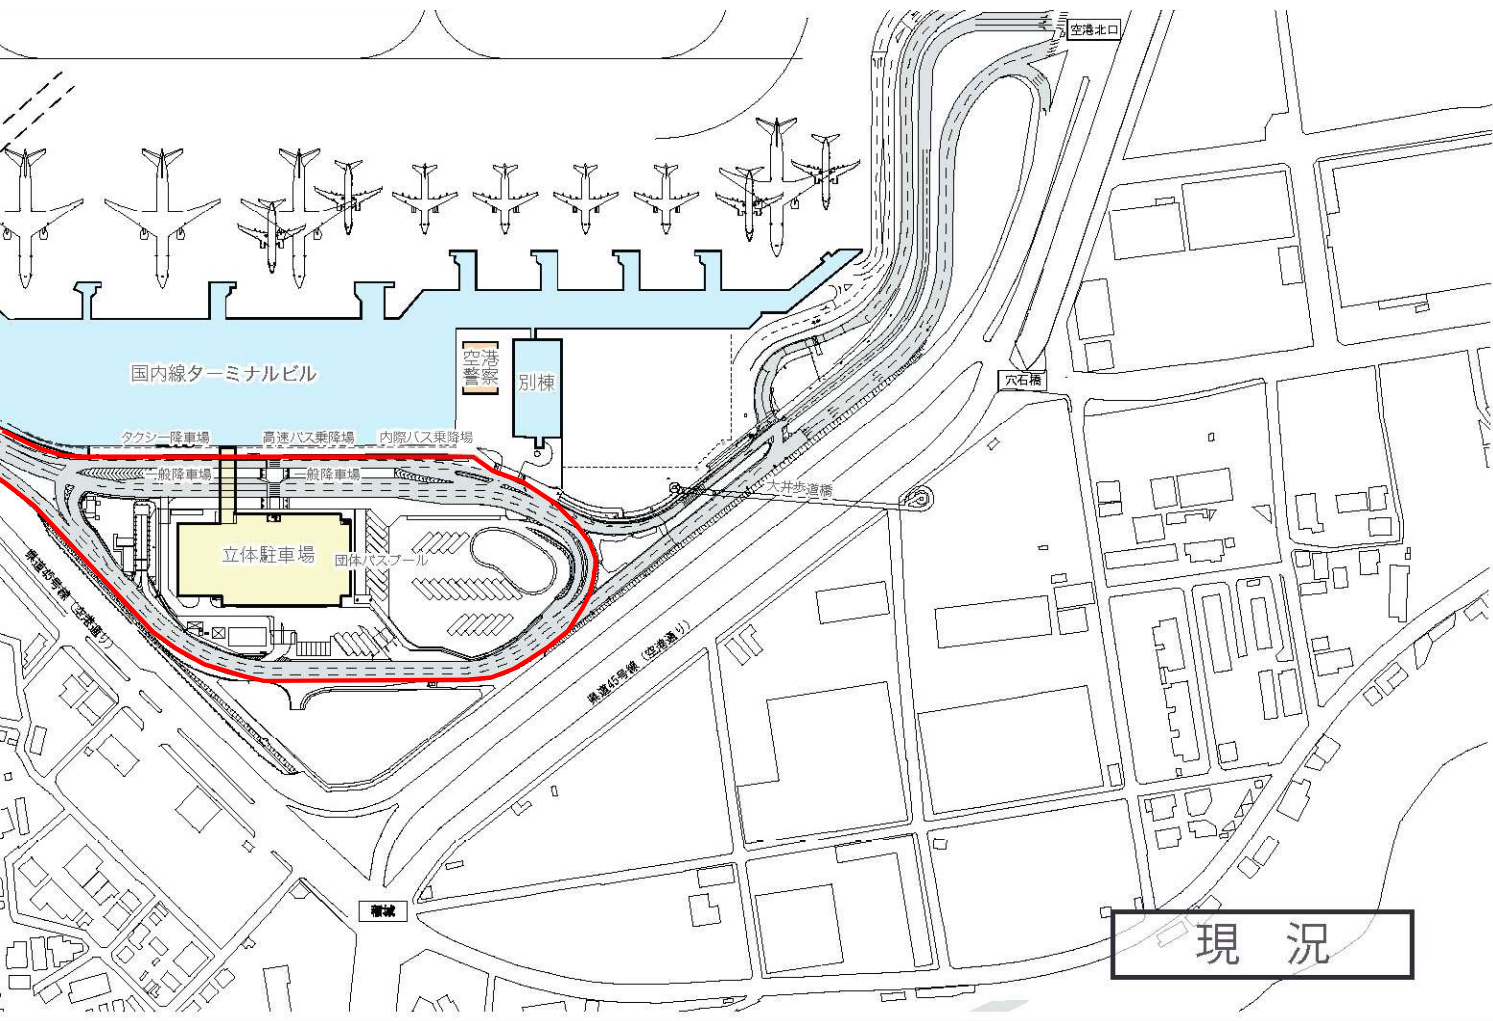 空港北口
国内線ターミナルビル
空港
警察
別棟
穴石橋
タクシー降車場
高速バス乗降場
内際バス乗降場
一般降車場
一般降車場
大井歩道橋
立体駐車場
団体バスプール
県道45号線（空港通り）
県道45号線（空港通り）
現況